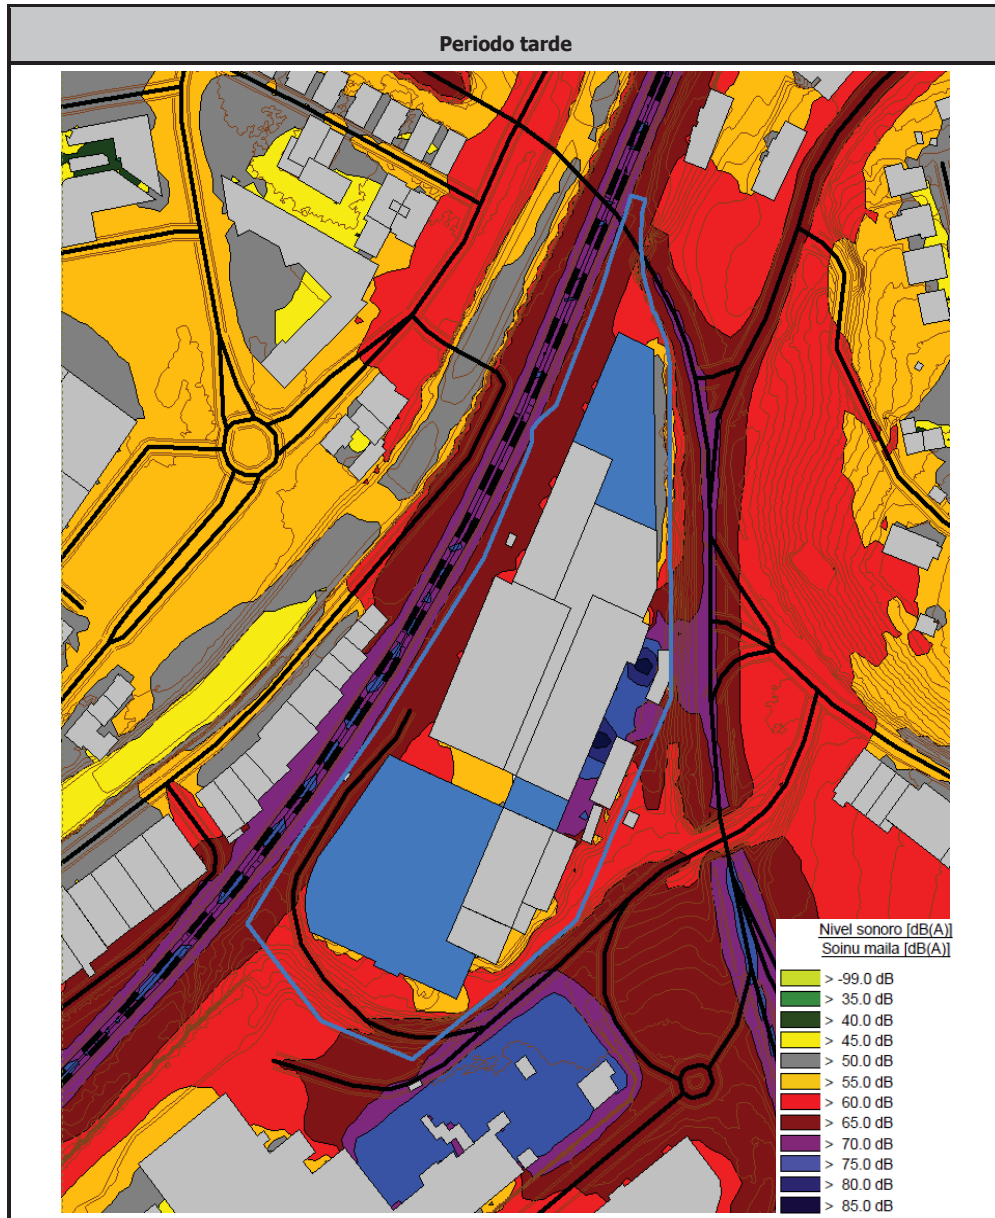 Periodo tarde
Nivel sonoro [dB(A)]
Soinu maila [dB(A)]
> -99.0 dB
> 35.0 dB
> 40.0 dB
> 45.0 dB
> 50.0 dB
> 55.0 dB
> 60.0 dB
> 65.0 dB
> 70.0 dB
> 75.0 dB
> 80.0 dB
> 85.0 dB